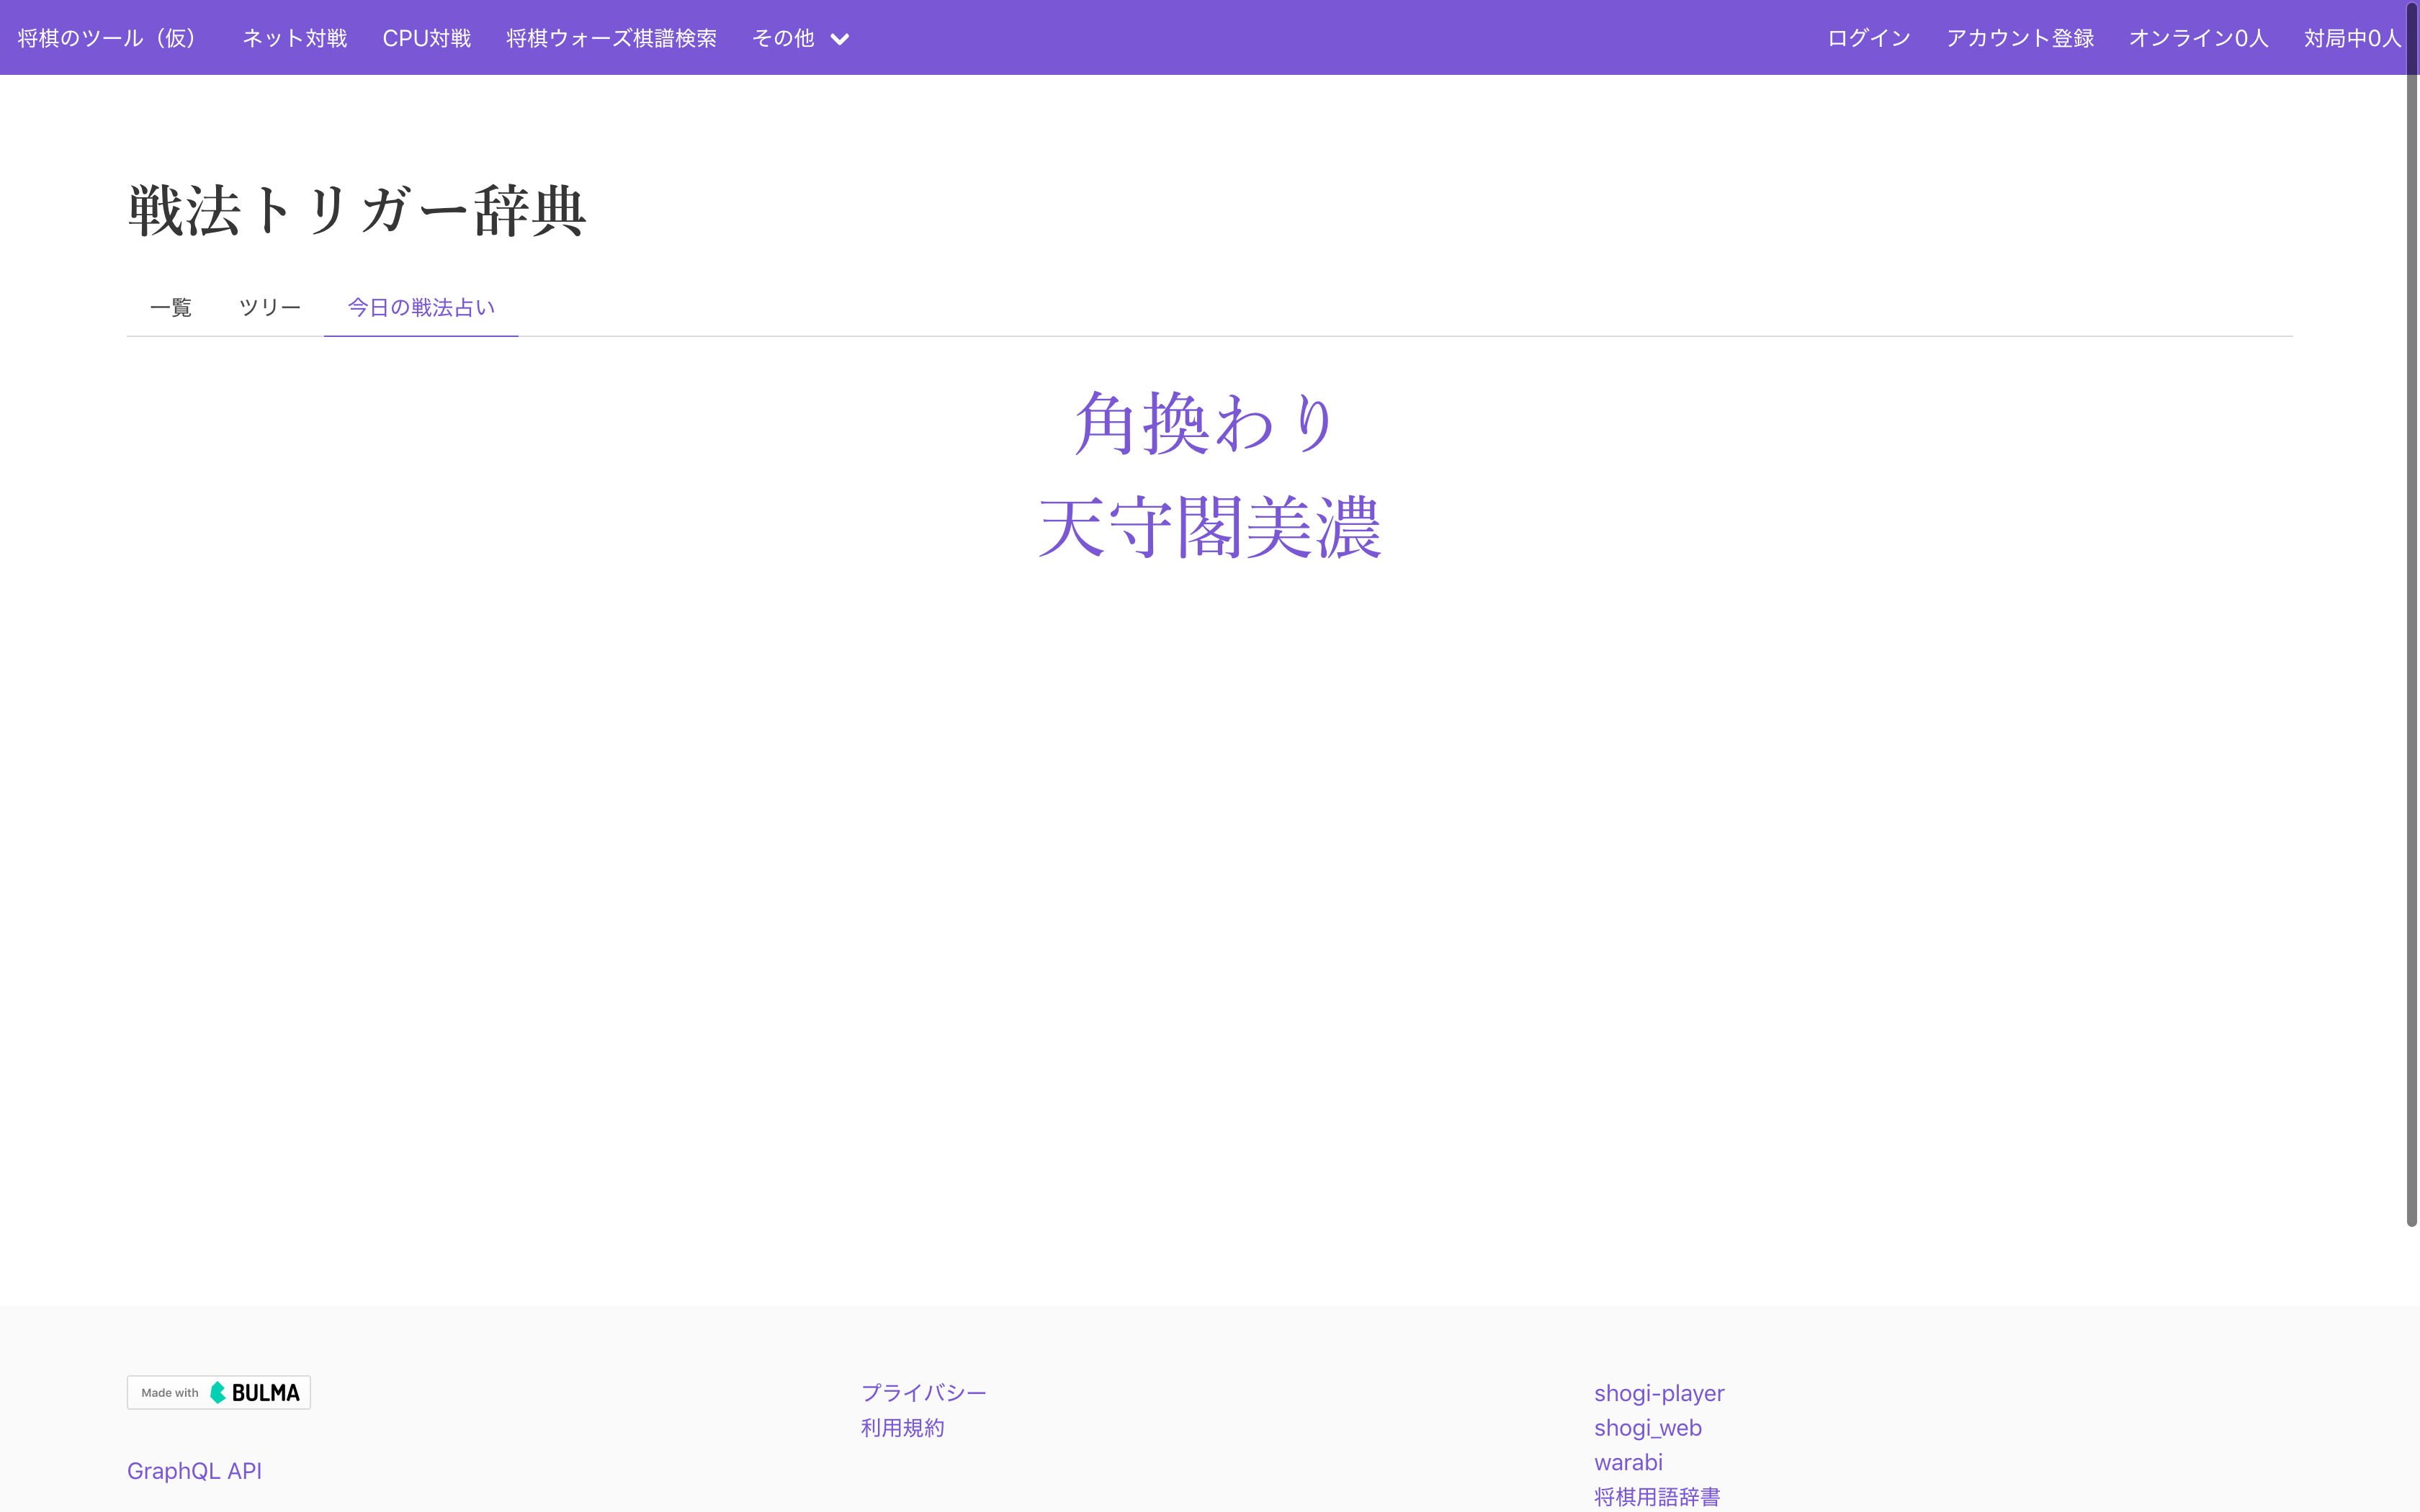 将棋のツール（仮） ネット対戦 CPU対戦 将棋ウォーズ棋譜検索 その他 ログイン アカウント登録 オンライン0人 対局中0人
戦法トリガー辞典
一覧 ツリー 今日の戦法占い
角換わり
天守閣美濃
Made with BULMA
GraphQL API
プライバシー
利用規約
shogi-player
shogi_web
warabi
将棋用語辞書